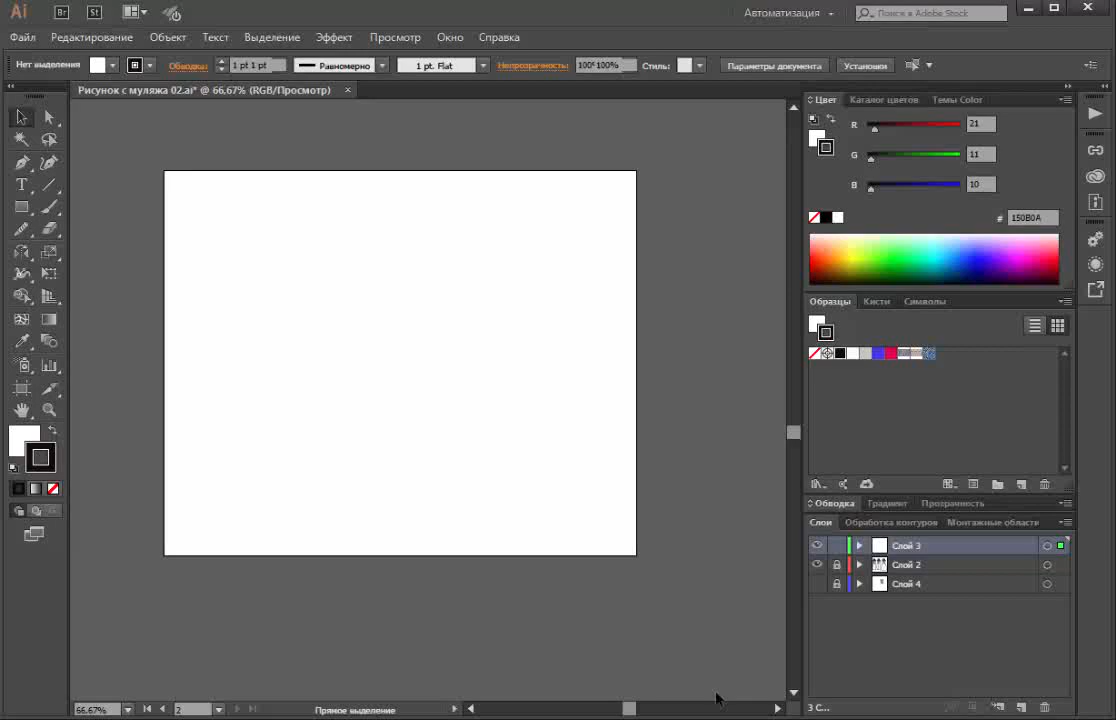 Ai Br St Автоматизация Поиск в Adobe Stock
Файл Редактирование Объект Текст Выделение Эффект Просмотр Окно Справка
Нет выделения Обводка: 1 pt 1 pt Равномерно 1 pt. Flat Непрозрачность: Стиль: Параметры документа Установки
Рисунок с муляжа 02.ai* @ 66,67% (RGB/Просмотр) ×
Цвет Каталог цветов Темы Color
R 21
G 11
B 10
# 150B0A
Образцы Кисти Символы
Обводка Градиент Прозрачность
Слои Обработка контуров Монтажные области
Слой 3
Слой 2
Слой 4
66.67% 2 Прямое выделение 3 С...